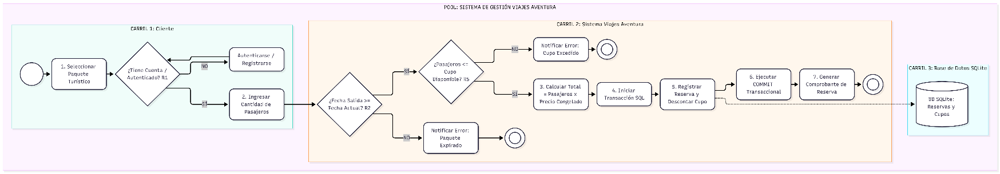 POOL: SISTEMA DE GESTIÓN VIAJES AVENTURA
CARRIL 1: Cliente
1. Seleccionar
Paquete
Turístico
¿Tiene Cuenta /
Autenticado? R1
NO
Autenticarse /
Registrarse
SÍ
2. Ingresar
Cantidad de
Pasajeros
CARRIL 2: Sistema Viajes Aventura
¿Fecha Salida >=
Fecha Actual? R2
SÍ
¿Pasajeros <=
Cupo
Disponible? R5
NO
Notificar Error:
Cupo Excedido
SÍ
3. Calcular Total
= Pasajeros x
Precio Congelado
4. Iniciar
Transacción SQL
5. Registrar
Reserva y
Descontar Cupo
6. Ejecutar
COMMIT
Transaccional
7. Generar
Comprobante de
Reserva
NO
Notificar Error:
Paquete
Expirado
CARRIL 3: Base de Datos SQLite
BD SQLite:
Reservas y
Cupos